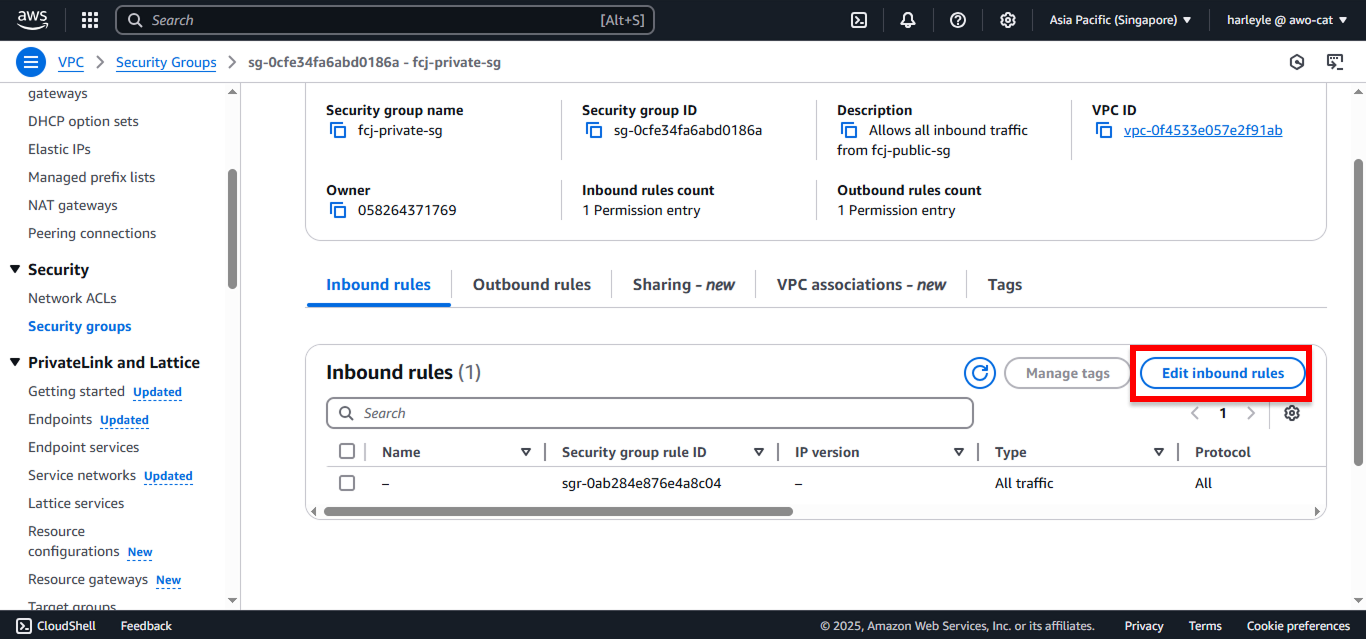 aws
Search [Alt+S]
Asia Pacific (Singapore) harleyle @ awo-cat
VPC Security Groups sg-0cfe34fa6abd0186a - fcj-private-sg
gateways
DHCP option sets
Elastic IPs
Managed prefix lists
NAT gateways
Peering connections
Security
Network ACLs
Security groups
PrivateLink and Lattice
Getting started Updated
Endpoints Updated
Endpoint services
Service networks Updated
Lattice services
Resource
configurations New
Resource gateways New
Target groups
Security group name
fcj-private-sg
Security group ID
sg-0cfe34fa6abd0186a
Description
Allows all inbound traffic
from fcj-public-sg
VPC ID
vpc-0f4533e057e2f91ab
Owner
058264371769
Inbound rules count
1 Permission entry
Outbound rules count
1 Permission entry
Inbound rules Outbound rules Sharing - new VPC associations - new Tags
Inbound rules (1)
Manage tags
Edit inbound rules
Search
1
Name Security group rule ID IP version Type Protocol
– sgr-0ab284e876e4a8c04 – All traffic All
CloudShell Feedback
© 2025, Amazon Web Services, Inc. or its affiliates. Privacy Terms Cookie preferences